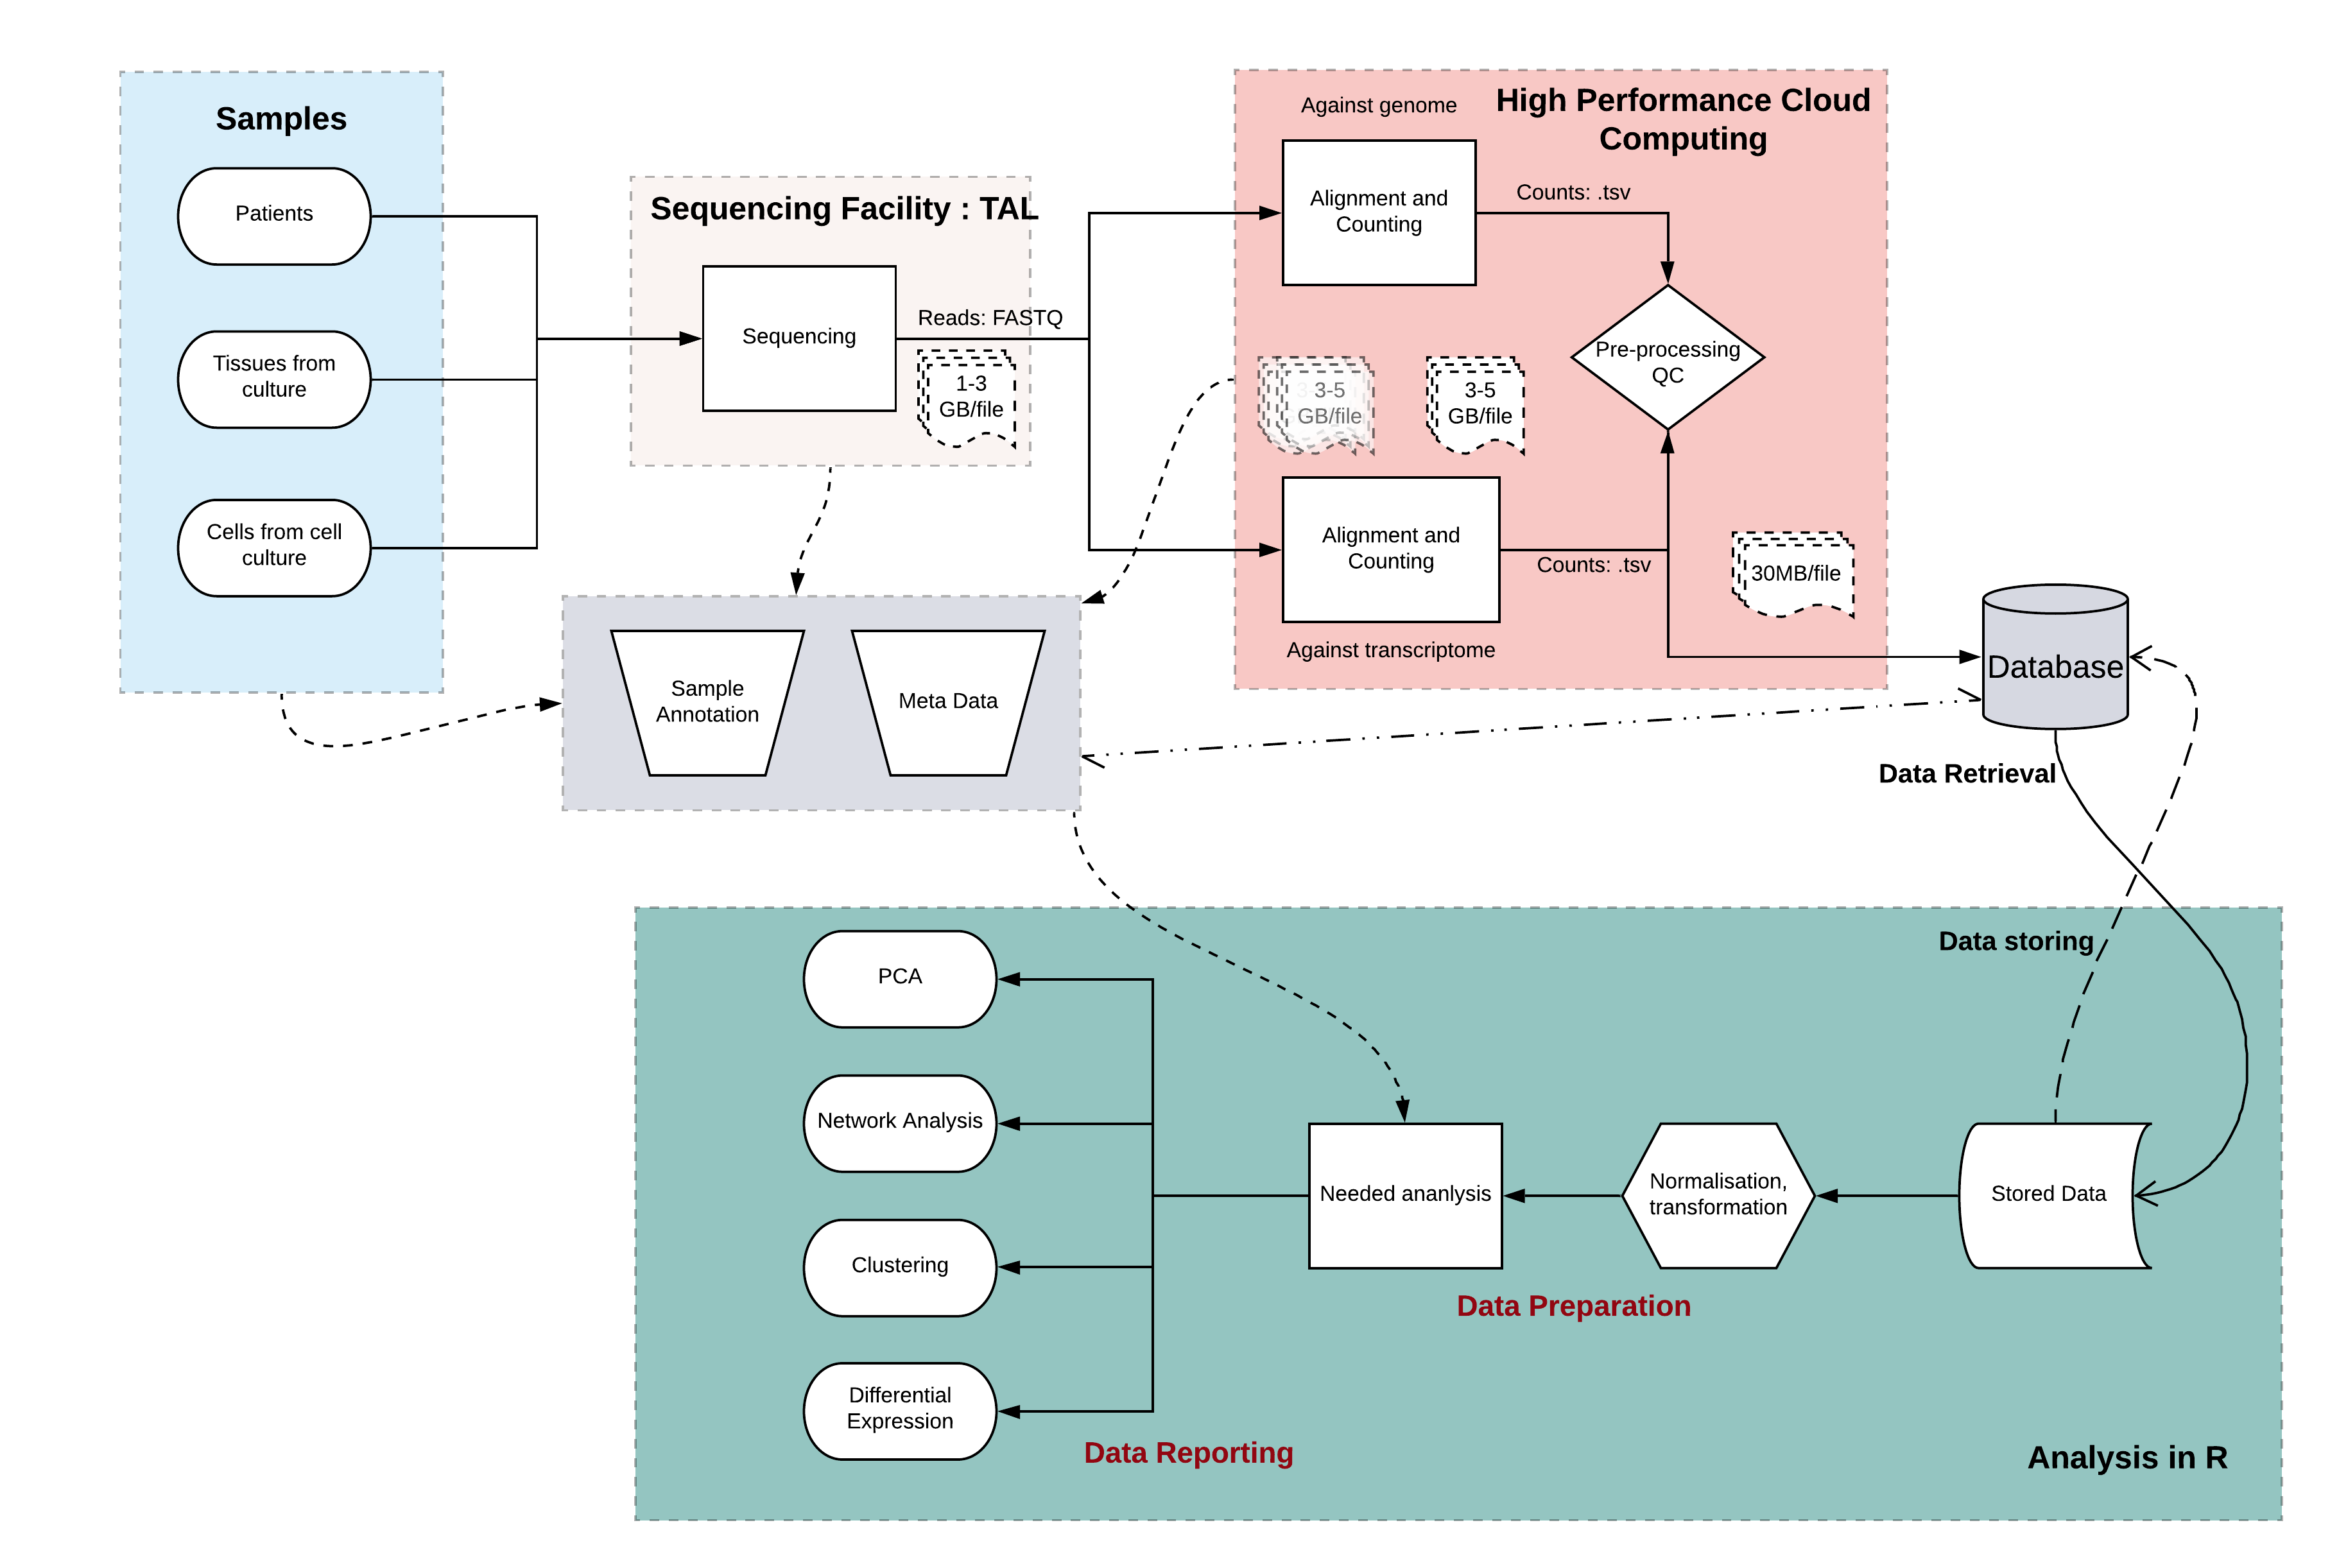 Samples
Patients
Tissues from
culture
Cells from cell
culture
Sequencing Facility : TAL
Sequencing
Reads: FASTQ
1-3
GB/file
High Performance Cloud
Computing
Against genome
Alignment and
Counting
Counts: .tsv
Pre-processing
QC
3-3-5
GB/file
3-5
GB/file
Alignment and
Counting
Counts: .tsv
Against transcriptome
30MB/file
Database
Sample
Annotation
Meta Data
Data Retrieval
Data storing
PCA
Network Analysis
Clustering
Differential
Expression
Needed ananlysis
Normalisation,
transformation
Stored Data
Data Preparation
Data Reporting
Analysis in R